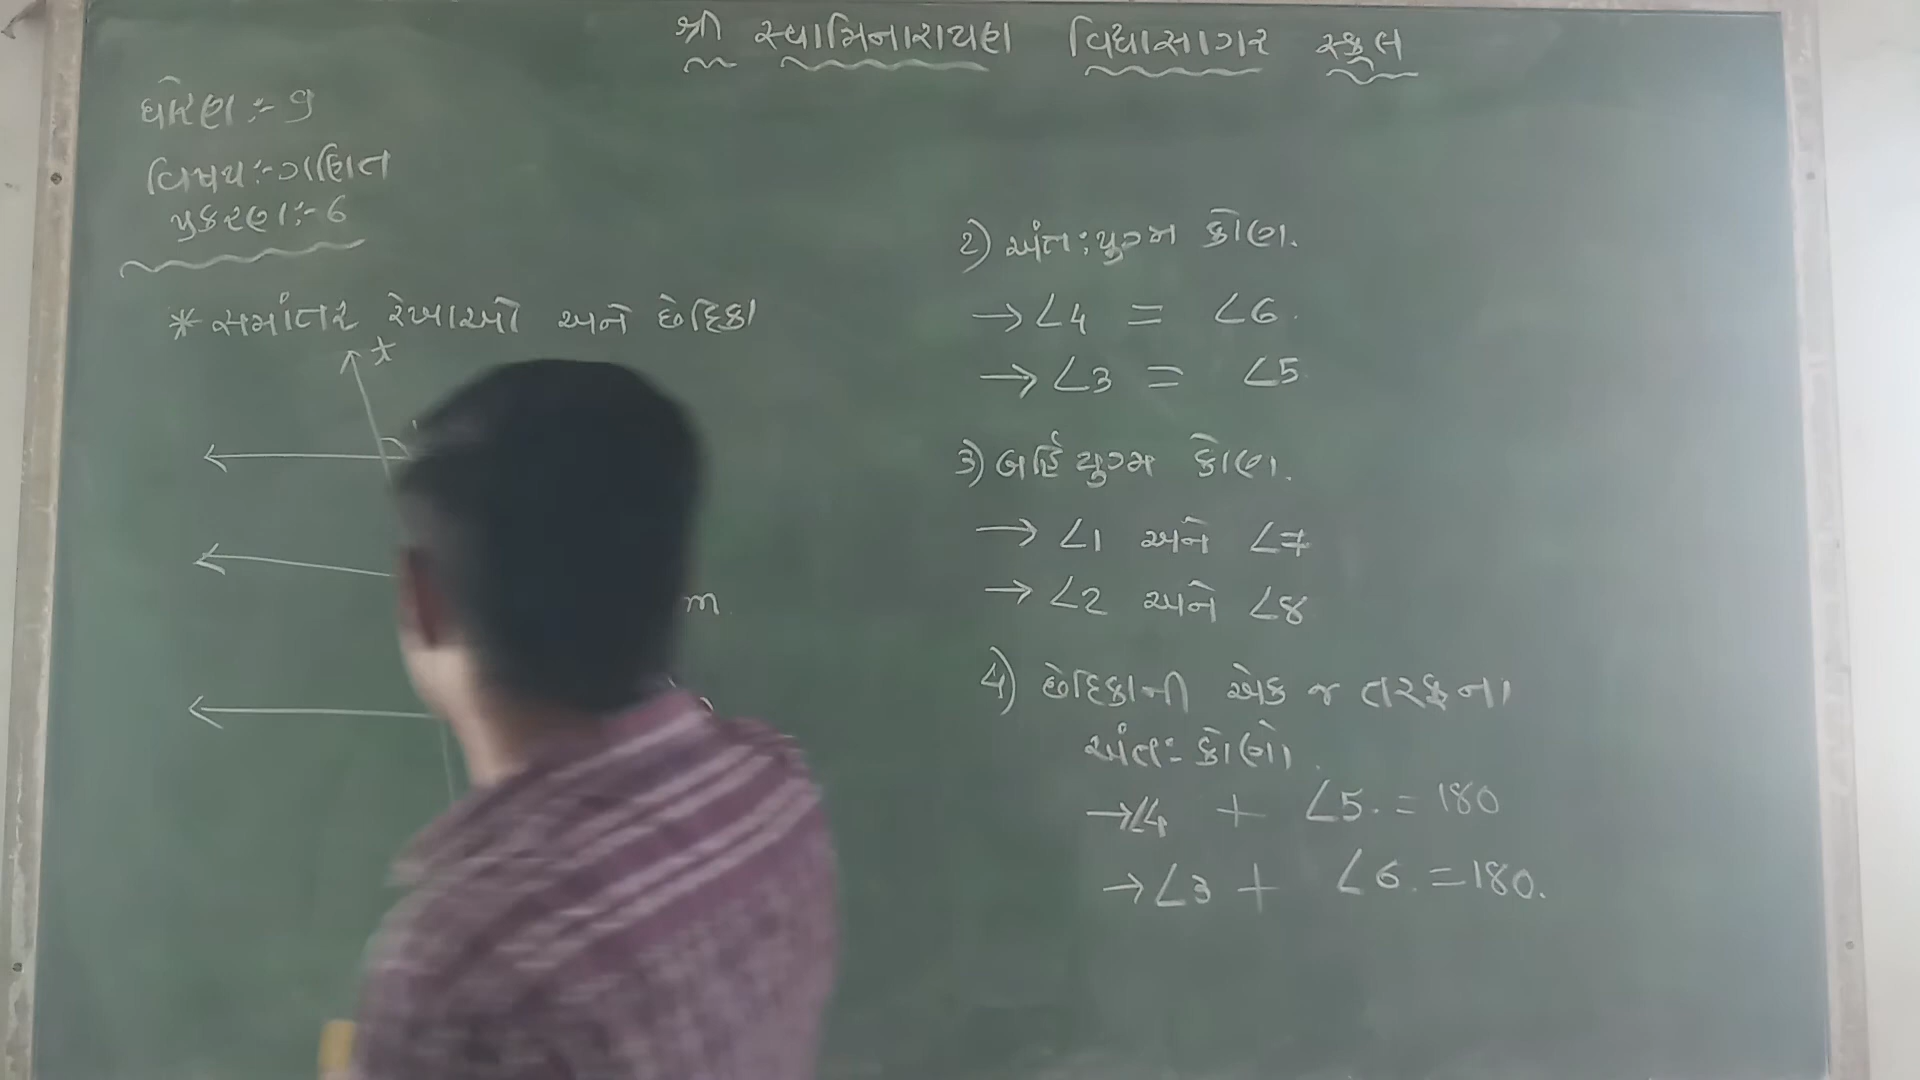 શ્રી સ્વામિનારાયણ વિદ્યાસાગર સ્કુલ
ધોરણ :- 9
વિષય :- ગણિત
પ્રકરણ :- 6
* સમાંતર રેખાઓ અને છેદિકા
t
m
2) અંતઃયુગ્મ કોણ.
→ ∠4 = ∠6.
→ ∠3 = ∠5
3) બહિયુગ્મ કોણ.
→ ∠1 અને ∠7
→ ∠2 અને ∠8
4) છેદિકાની એક જ તરફના
અંતઃકોણો.
→ ∠4 + ∠5. = 180
→ ∠3 + ∠6. = 180.